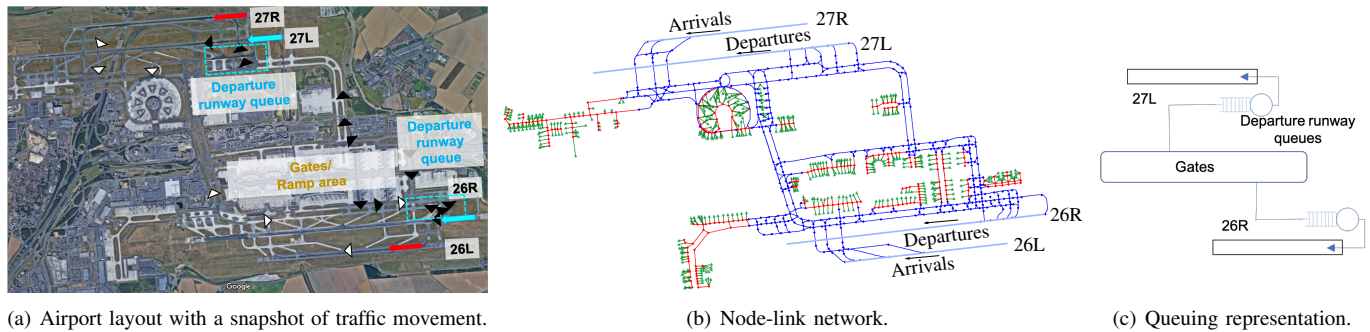 27R
27L
Departure
runway queue
Departure
runway
queue
Gates/
Ramp area
26R
26L
Google
(a) Airport layout with a snapshot of traffic movement.
Arrivals
27R
Departures
27L
26R
Departures
26L
Arrivals
(b) Node-link network.
27L
Departure runway
queues
Gates
26R
(c) Queuing representation.